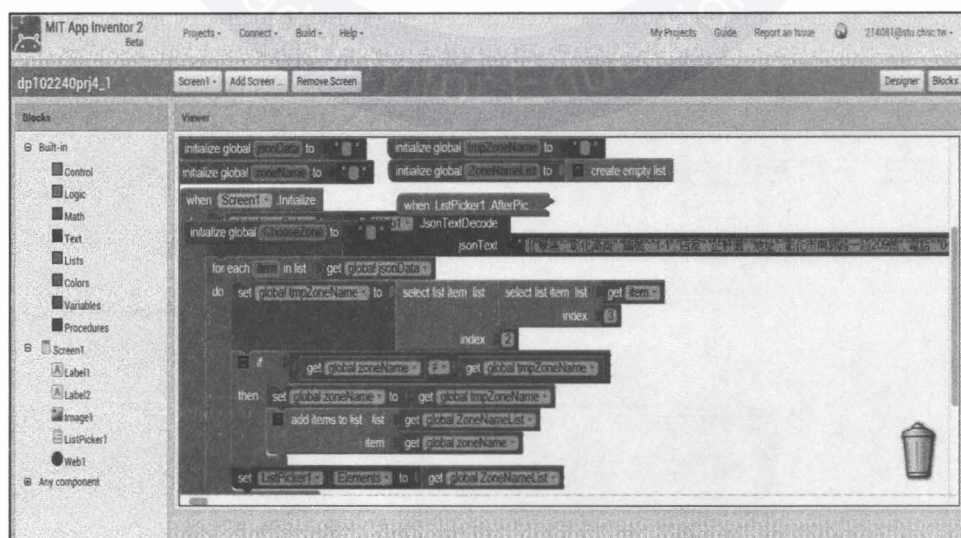 MIT App Inventor 2
Beta
Projects Connect Build Help
My Projects Guide Report an Issue 214081@stu.chsc.tw
dp102240prj4_1
Screen1 Add Screen ... Remove Screen
Designer Blocks
Blocks
Viewer
Built-in
Control
Logic
Math
Text
Lists
Colors
Variables
Procedures
Screen1
Label1
Label2
Image1
ListPicker1
Web1
Any component
initialize global jsonData to " "
initialize global tmpZoneName to " "
initialize global zoneName to " "
initialize global ZoneNameList to create empty list
when Screen1 .Initialize
when ListPicker1 .AfterPic...
initialize global ChooseZone to " "
.JsonTextDecode
jsonText
for each item in list get global jsonData
do set global tmpZoneName to select list item list select list item list get item
index 3
index 2
if get global zoneName ≠ get global tmpZoneName
then set global zoneName to get global tmpZoneName
add items to list list get global ZoneNameList
item get global zoneName
set ListPicker1 . Elements to get global ZoneNameList